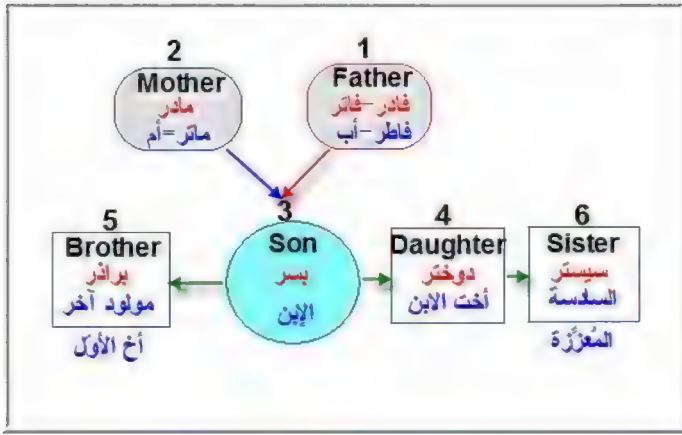 1
Father
فادر-فاتر
فاطر-أب
2
Mother
مادر
ماتر=أم
3
Son
بسر
الإبن
4
Daughter
دوختر
أخت الابن
5
Brother
براذر
مولود آخر
أخ الأول
6
Sister
سيستر
السادسة
المُعزَّزة